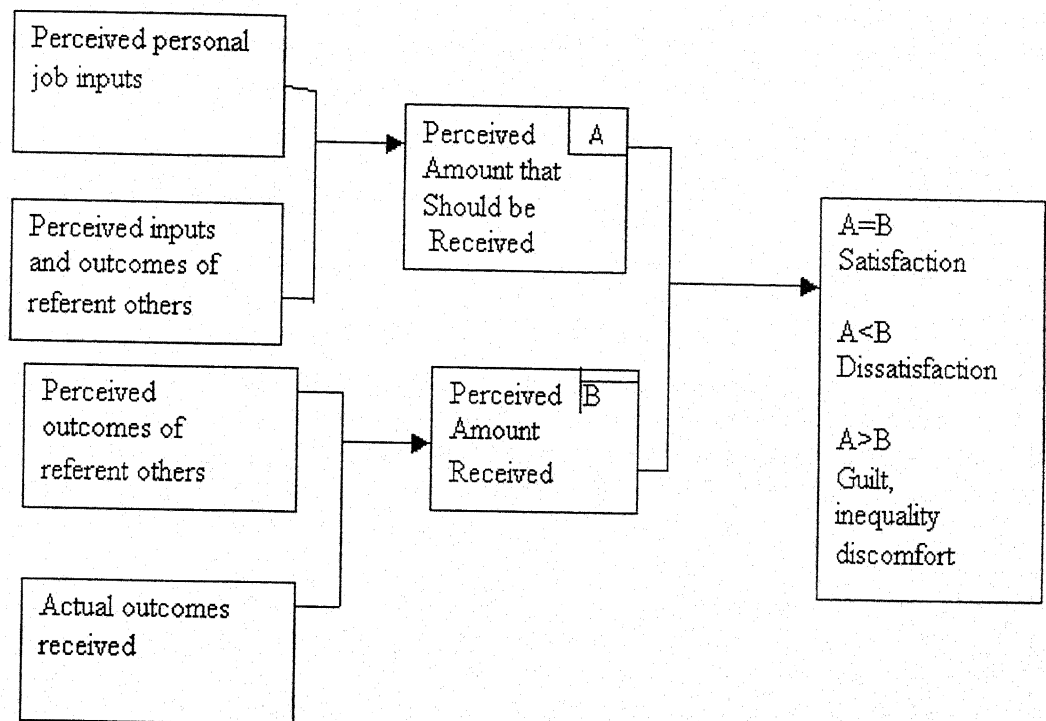 Perceived personal
job inputs
Perceived inputs
and outcomes of
referent others
Perceived
outcomes of
referent others
Actual outcomes
received
Perceived
Amount that
Should be
Received
A
Perceived
Amount
Received
B
A=B
Satisfaction
A<B
Dissatisfaction
A>B
Guilt,
inequality
discomfort